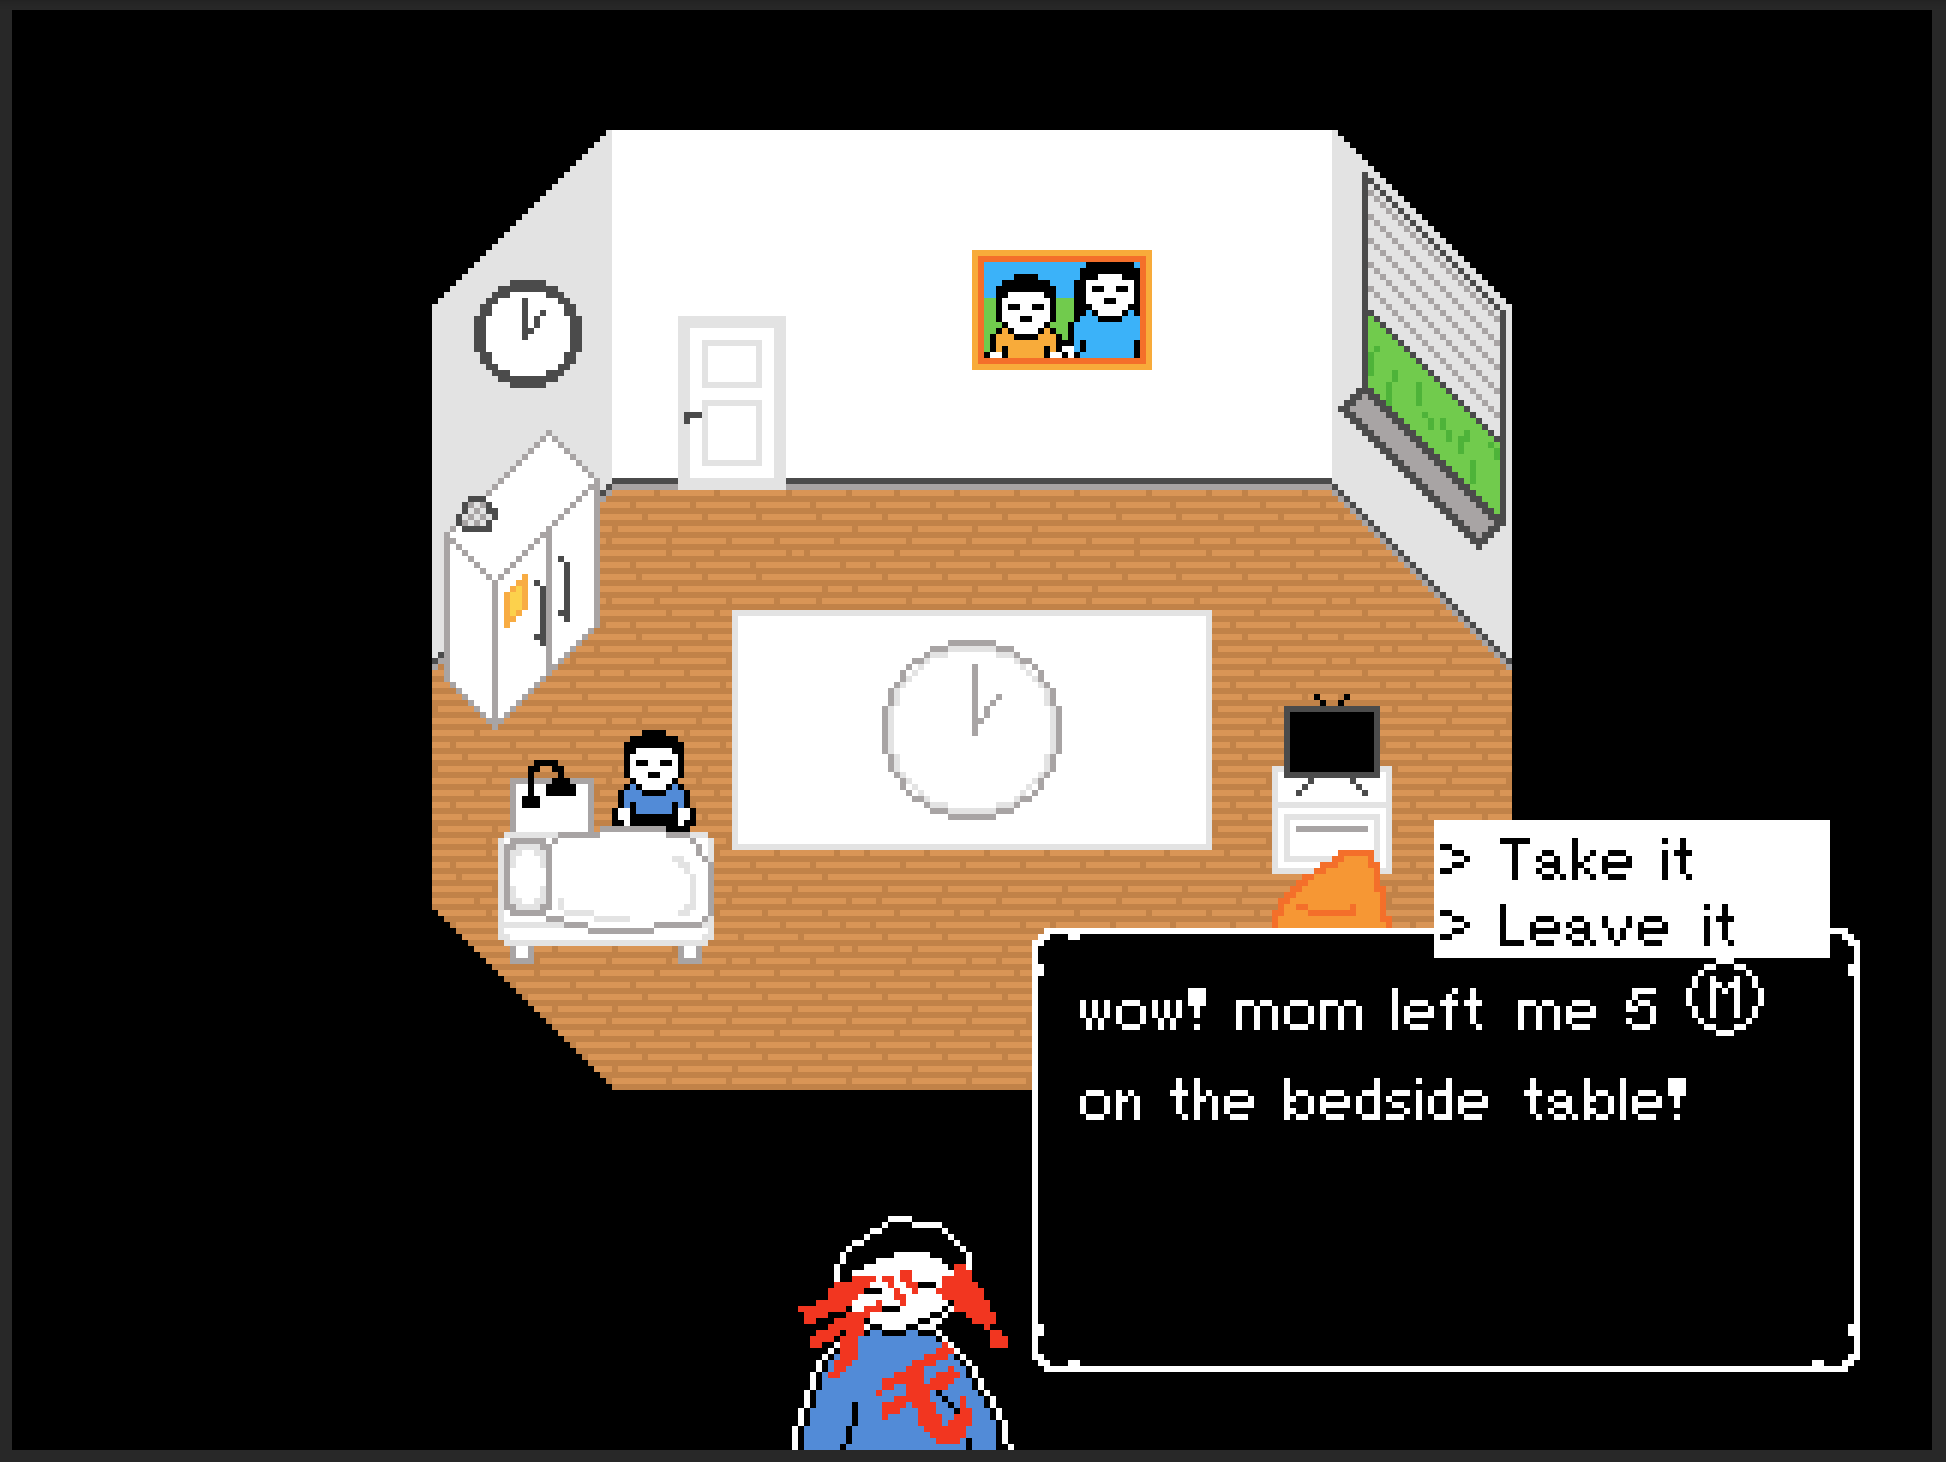 > Take it
> Leave it
wow! mom left me 5 Ⓜ
on the bedside table!